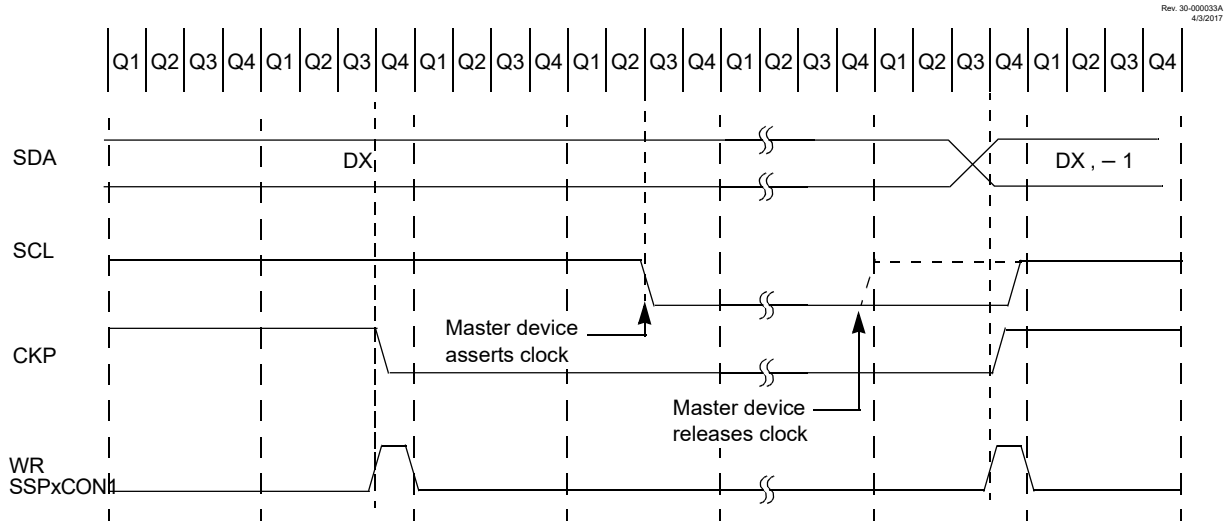 Rev. 30-000033A
4/3/2017
Q1 Q2 Q3 Q4 Q1 Q2 Q3 Q4 Q1 Q2 Q3 Q4 Q1 Q2 Q3 Q4 Q1 Q2 Q3 Q4 Q1 Q2 Q3 Q4 Q1 Q2 Q3 Q4
SDA
DX
DX , – 1
SCL
Master device
asserts clock
CKP
Master device
releases clock
WR
SSPxCON1